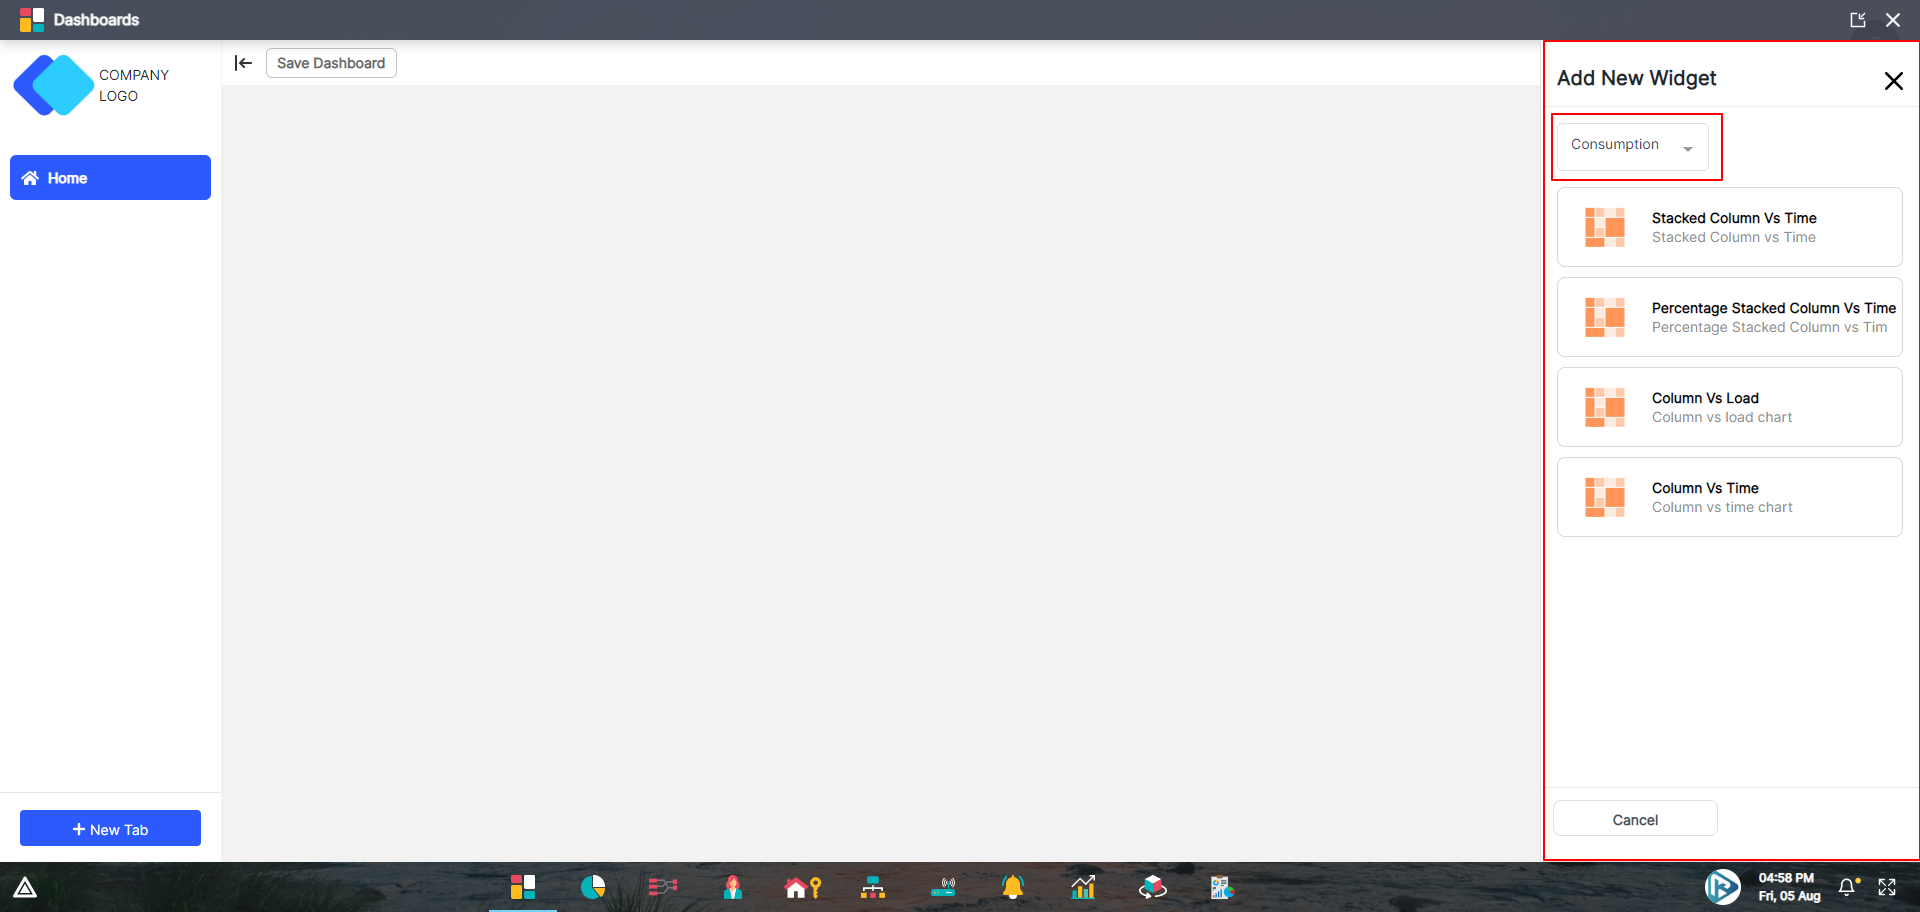 Dashboards
COMPANY
LOGO
Save Dashboard
Home
New Tab
Add New Widget
Consumption
Stacked Column Vs Time
Stacked Column vs Time
Percentage Stacked Column Vs Time
Percentage Stacked Column vs Tim
Column Vs Load
Column vs load chart
Column Vs Time
Column vs time chart
Cancel
04:58 PM
Fri, 05 Aug